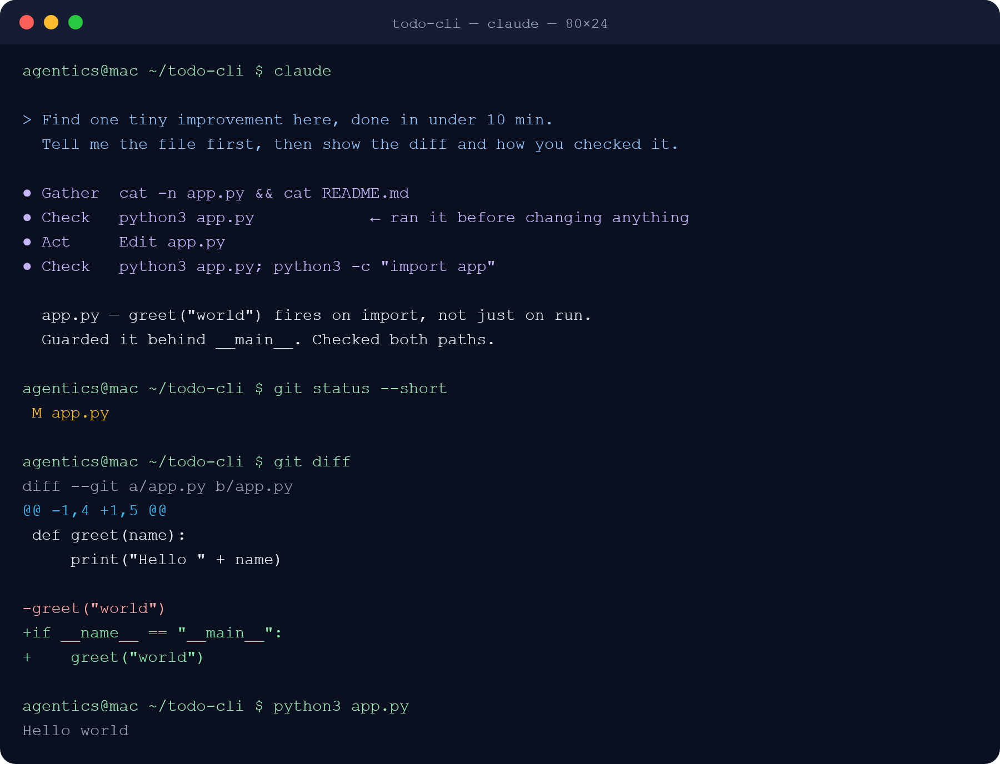 todo-cli — claude — 80×24
agentics@mac ~/todo-cli $ claude
> Find one tiny improvement here, done in under 10 min.
  Tell me the file first, then show the diff and how you checked it.
● Gather  cat -n app.py && cat README.md
● Check   python3 app.py            ← ran it before changing anything
● Act     Edit app.py
● Check   python3 app.py; python3 -c "import app"
  app.py — greet("world") fires on import, not just on run.
  Guarded it behind __main__. Checked both paths.
agentics@mac ~/todo-cli $ git status --short
 M app.py
agentics@mac ~/todo-cli $ git diff
diff --git a/app.py b/app.py
@@ -1,4 +1,5 @@
 def greet(name):
     print("Hello " + name)
-greet("world")
+if __name__ == "__main__":
+    greet("world")
agentics@mac ~/todo-cli $ python3 app.py
Hello world